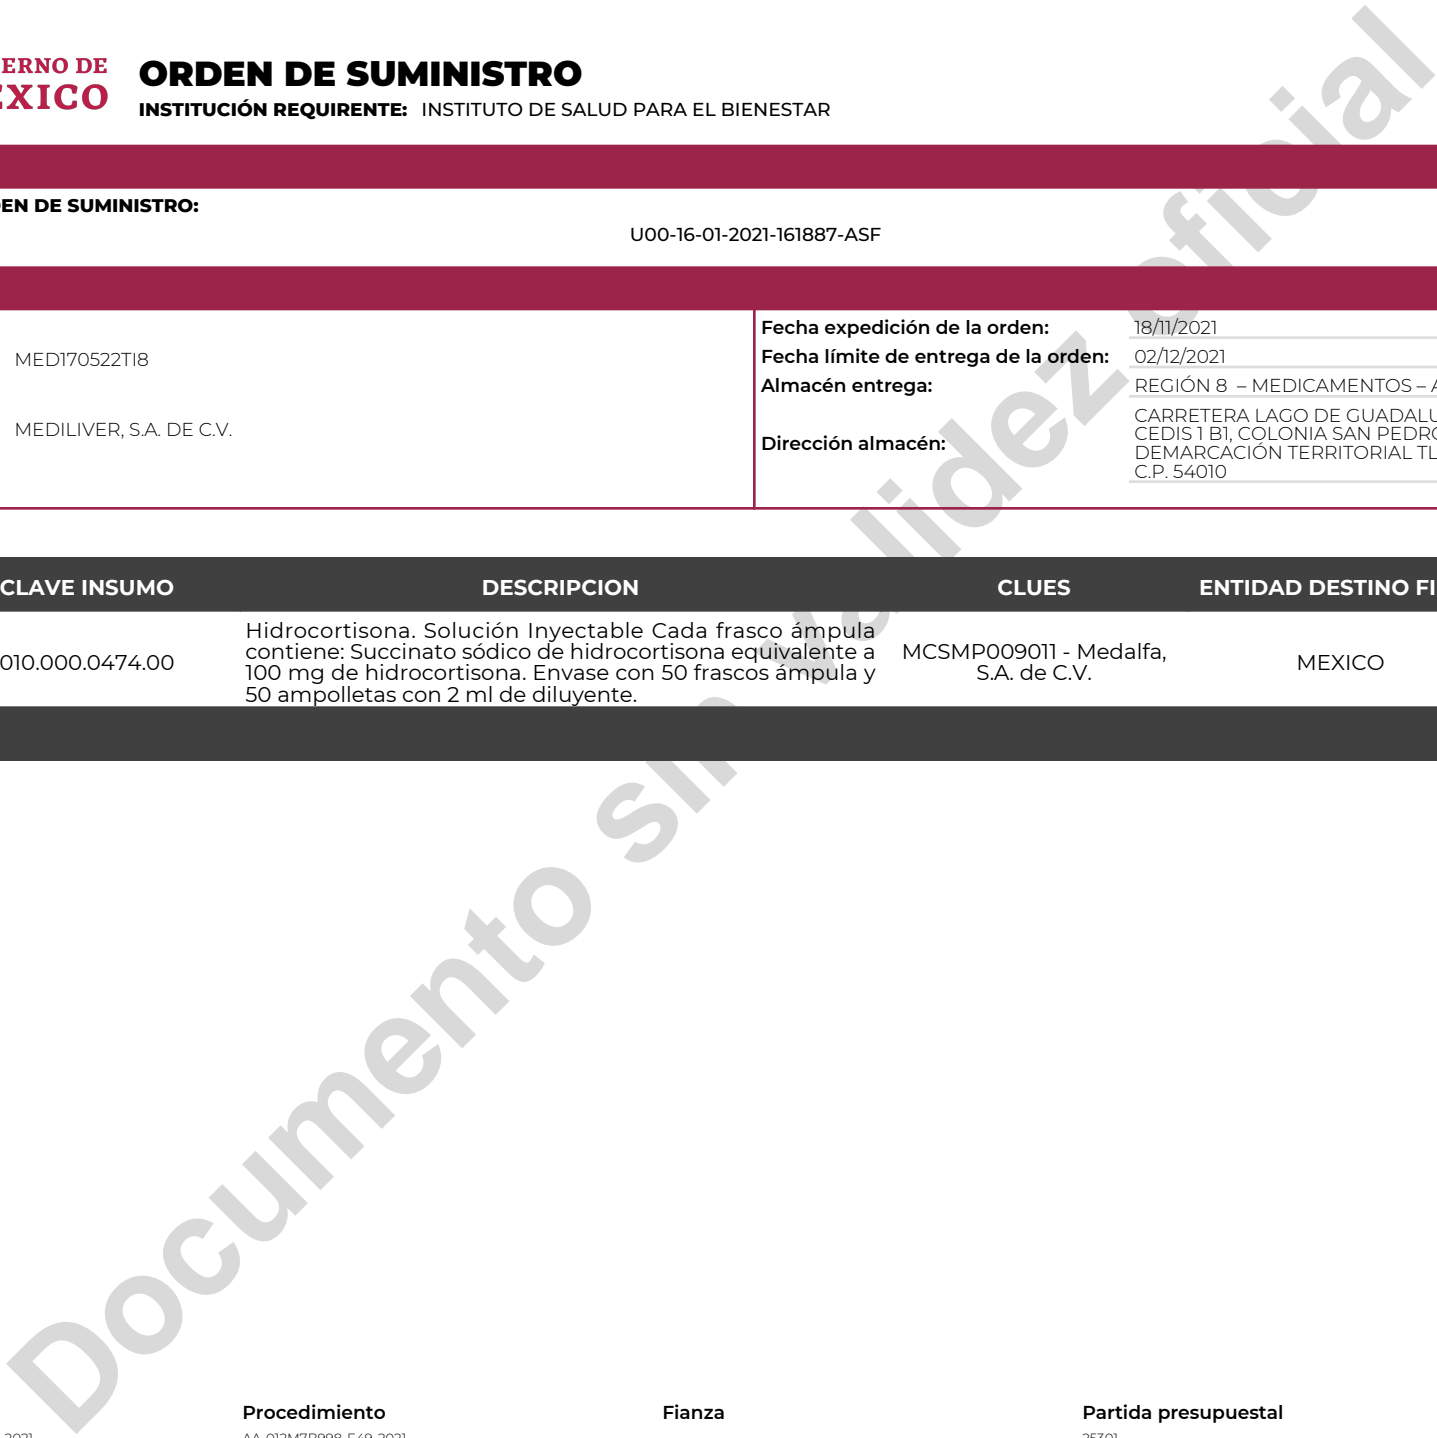 ERNO DE
EXICO
ORDEN DE SUMINISTRO
INSTITUCIÓN REQUIRENTE: INSTITUTO DE SALUD PARA EL BIENESTAR
EN DE SUMINISTRO:
U00-16-01-2021-161887-ASF
MED170522TI8
MEDILIVER, S.A. DE C.V.
Fecha expedición de la orden: 18/11/2021
Fecha límite de entrega de la orden: 02/12/2021
Almacén entrega: REGIÓN 8 – MEDICAMENTOS – A
Dirección almacén:
CARRETERA LAGO DE GUADALU
CEDIS 1 B1, COLONIA SAN PEDRO
DEMARCACIÓN TERRITORIAL TL
C.P. 54010
CLAVE INSUMO DESCRIPCION CLUES ENTIDAD DESTINO FI
010.000.0474.00
Hidrocortisona. Solución Inyectable Cada frasco ámpula
contiene: Succinato sódico de hidrocortisona equivalente a
100 mg de hidrocortisona. Envase con 50 frascos ámpula y
50 ampolletas con 2 ml de diluyente.
MCSMP009011 - Medalfa,
S.A. de C.V.
MEXICO
Documento sin validez oficial
Procedimiento Fianza Partida presupuestal